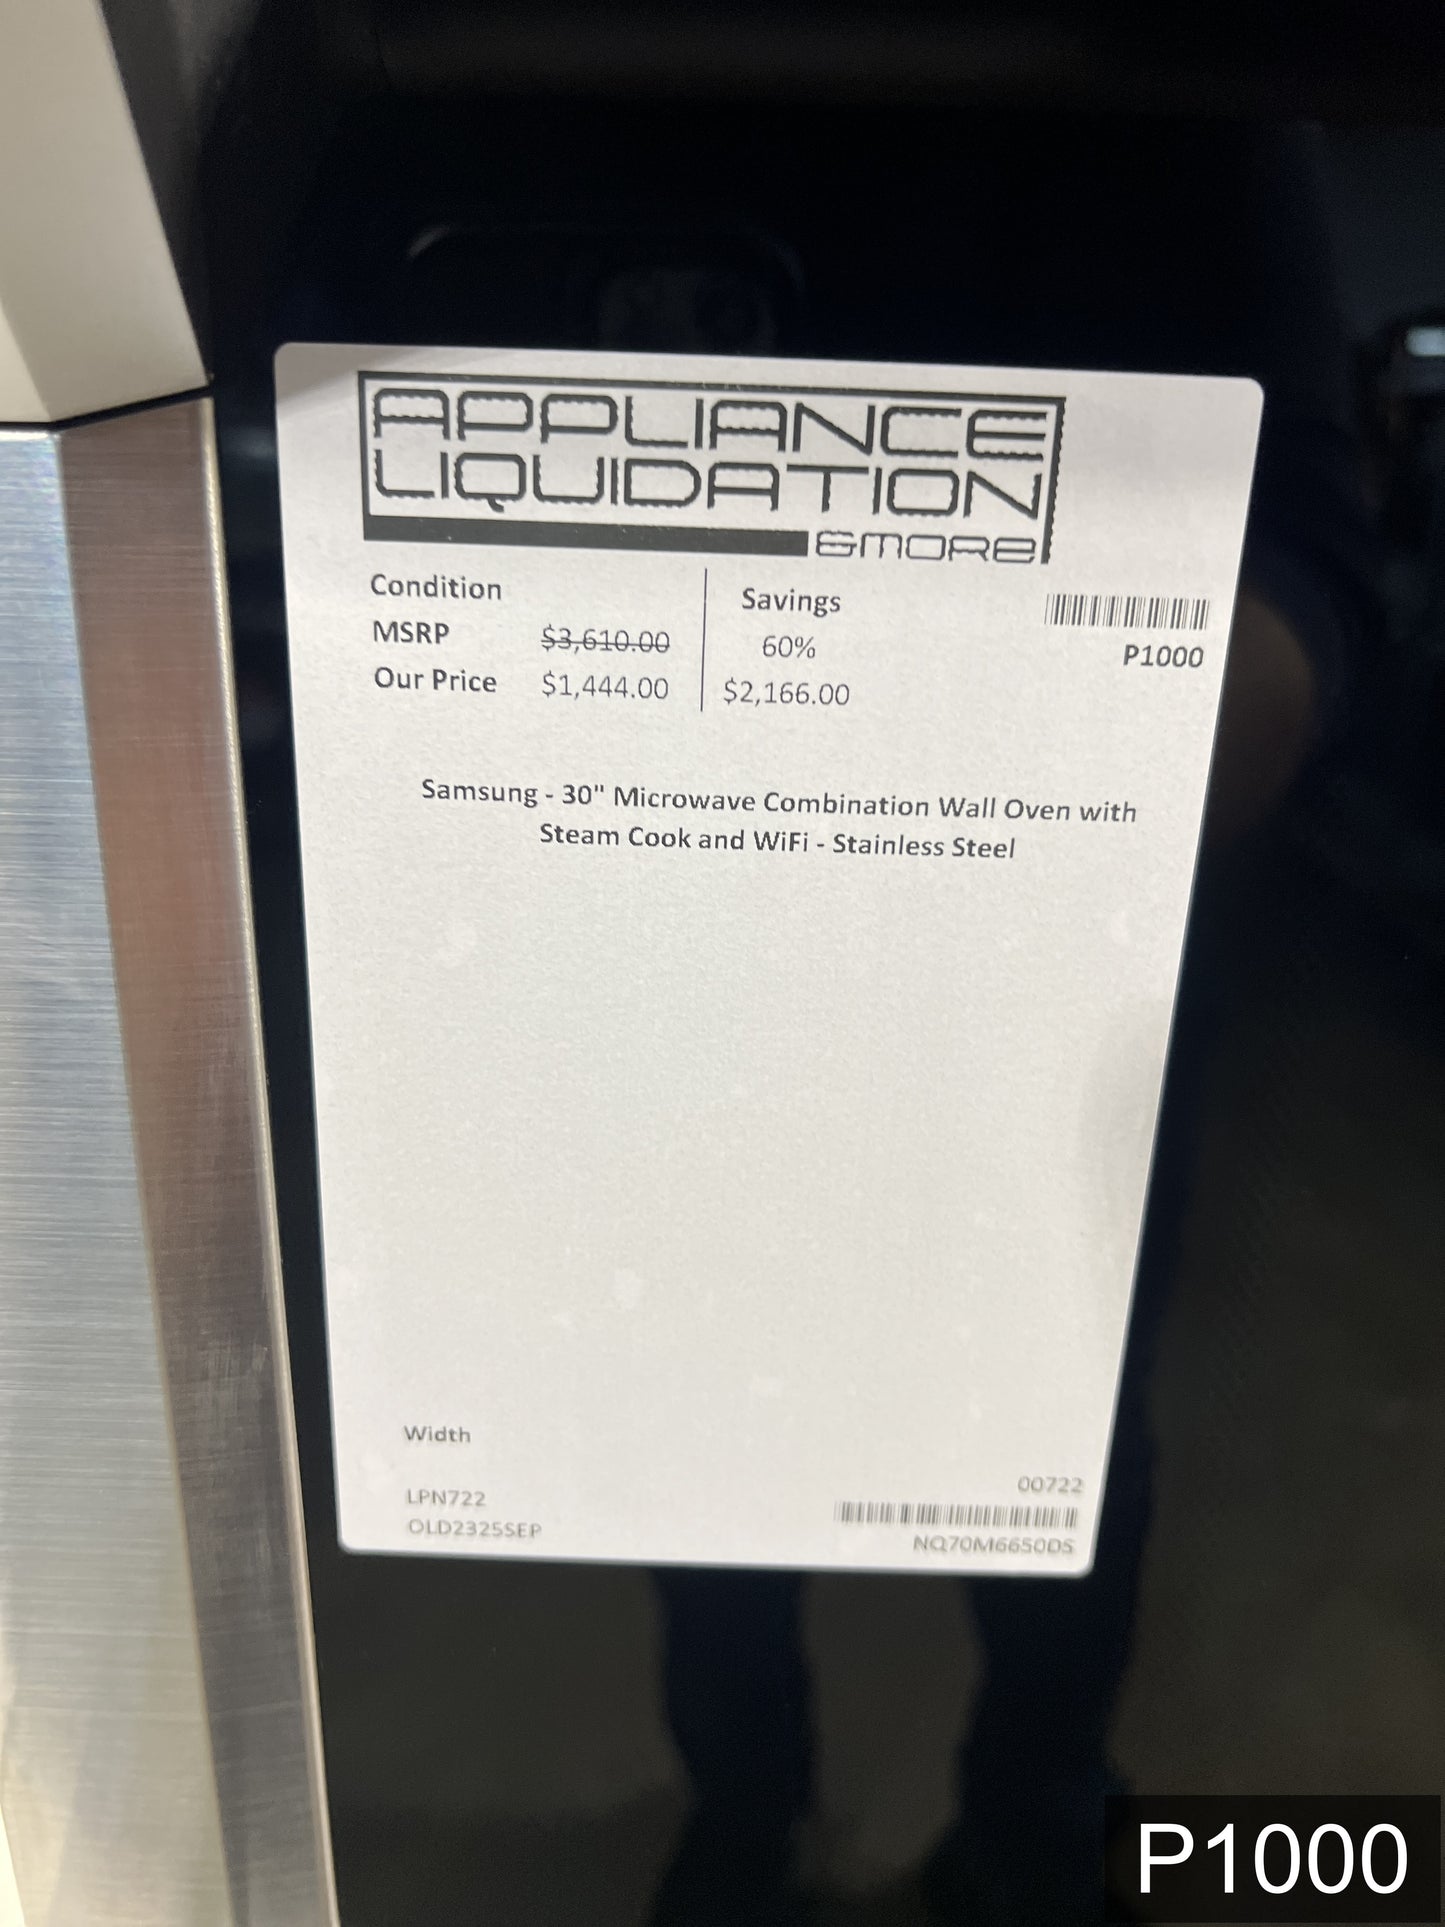 APPLIANCE
LIQUIDATION
&MORE
Condition
MSRP $3,610.00
Our Price $1,444.00
Savings
60%
$2,166.00
P1000
Samsung - 30" Microwave Combination Wall Oven with
Steam Cook and WiFi - Stainless Steel
Width
LPN722
OLD2325SEP
00722
NQ70M6650DS
P1000